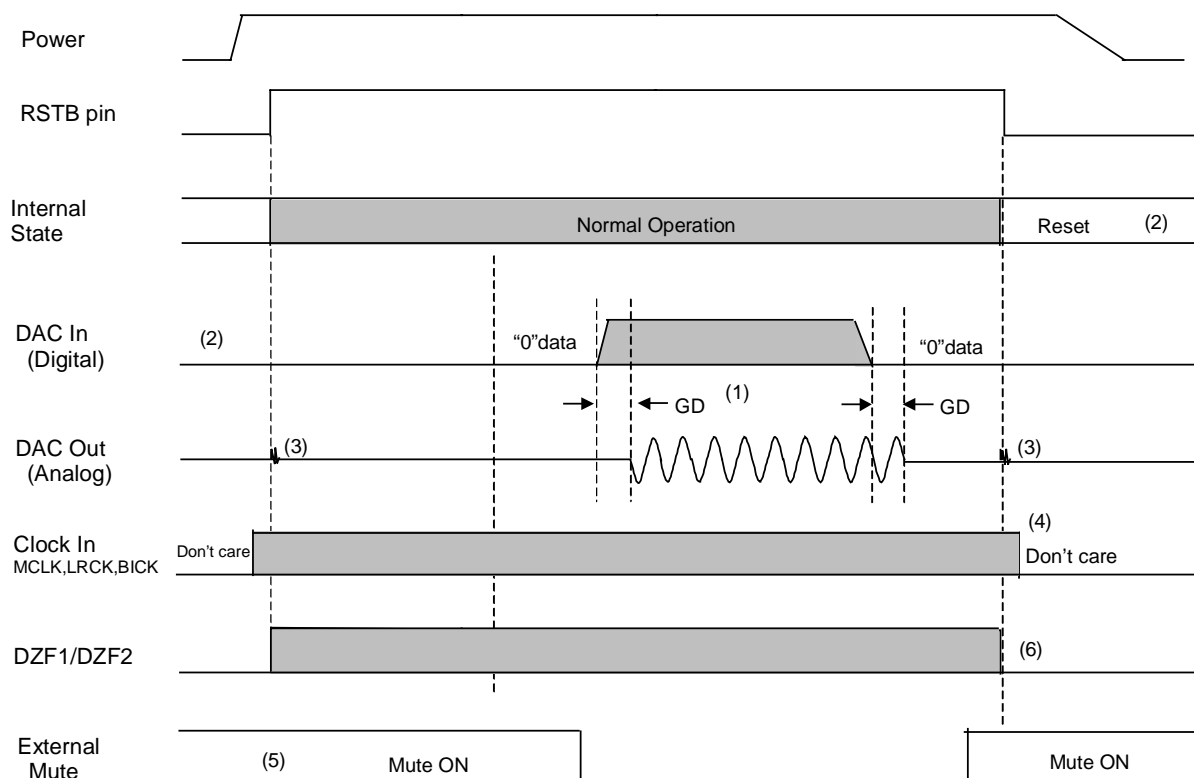 Power
RSTB pin
Internal
State
Normal Operation
Reset
(2)
DAC In
(Digital)
(2)
“0”data
“0”data
(1)
GD
GD
DAC Out
(Analog)
(3)
(3)
Clock In
MCLK,LRCK,BICK
Don’t care
(4)
Don’t care
DZF1/DZF2
(6)
External
Mute
(5)
Mute ON
Mute ON